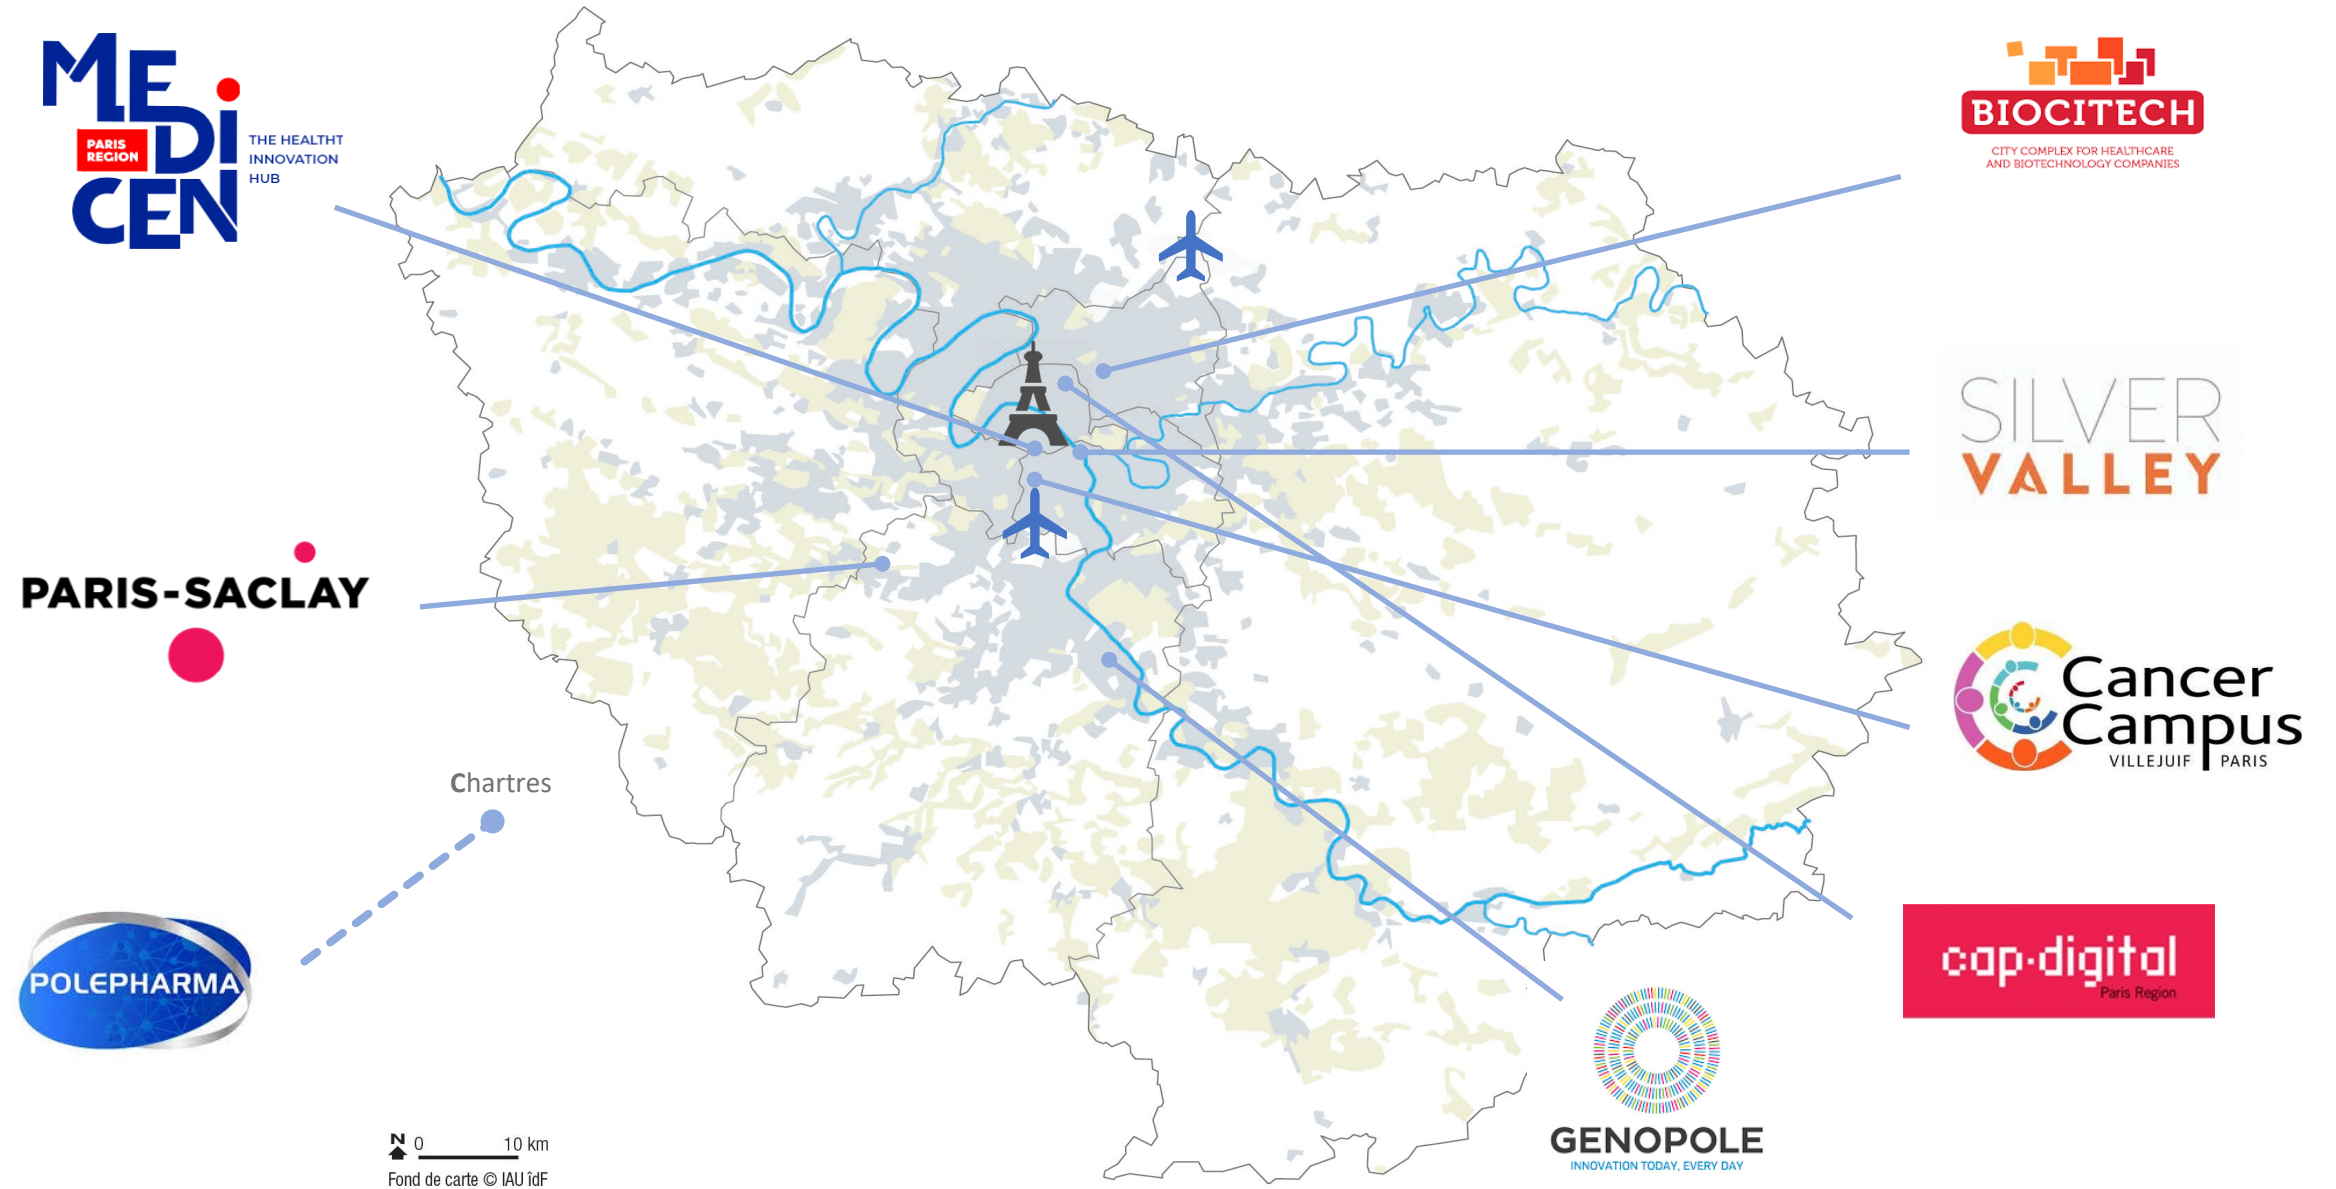 MEDiCEN
PARIS
REGION
THE HEALTHT
INNOVATION
HUB
BIOCITECH
CITY COMPLEX FOR HEALTHCARE
AND BIOTECHNOLOGY COMPANIES
SILVER
VALLEY
PARIS-SACLAY
Cancer
Campus
VILLEJUIF PARIS
Chartres
POLEPHARMA
cap·digital
Paris Region
GENOPOLE
INNOVATION TODAY, EVERY DAY
N 0 10 km
Fond de carte © IAU îdF